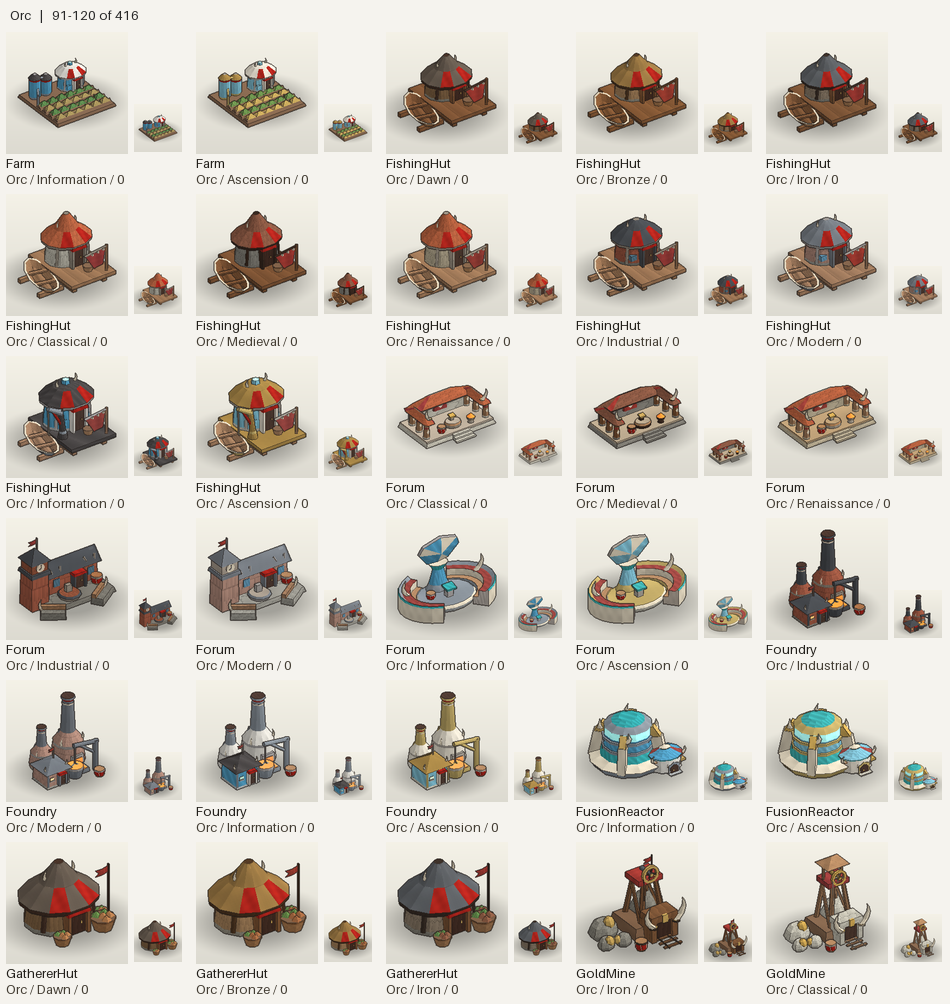 Orc | 91-120 of 416
Farm
Orc / Information / 0
Farm
Orc / Ascension / 0
FishingHut
Orc / Dawn / 0
FishingHut
Orc / Bronze / 0
FishingHut
Orc / Iron / 0
FishingHut
Orc / Classical / 0
FishingHut
Orc / Medieval / 0
FishingHut
Orc / Renaissance / 0
FishingHut
Orc / Industrial / 0
FishingHut
Orc / Modern / 0
FishingHut
Orc / Information / 0
FishingHut
Orc / Ascension / 0
Forum
Orc / Classical / 0
Forum
Orc / Medieval / 0
Forum
Orc / Renaissance / 0
Forum
Orc / Industrial / 0
Forum
Orc / Modern / 0
Forum
Orc / Information / 0
Forum
Orc / Ascension / 0
Foundry
Orc / Industrial / 0
Foundry
Orc / Modern / 0
Foundry
Orc / Information / 0
Foundry
Orc / Ascension / 0
FusionReactor
Orc / Information / 0
FusionReactor
Orc / Ascension / 0
GathererHut
Orc / Dawn / 0
GathererHut
Orc / Bronze / 0
GathererHut
Orc / Iron / 0
GoldMine
Orc / Iron / 0
GoldMine
Orc / Classical / 0